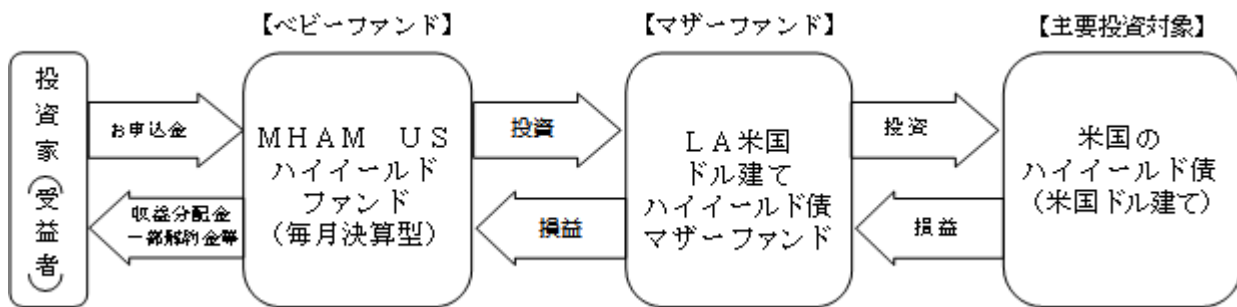 【ベビーファンド】
【マザーファンド】
【主要投資対象】
投資家（受益者）
お申込金
収益分配金
一部解約金等
ＭＨＡＭ　ＵＳ
ハイイールド
ファンド
（毎月決算型）
投資
損益
ＬＡ米国
ドル建て
ハイイールド債
マザーファンド
投資
損益
米国の
ハイイールド債
（米国ドル建て）